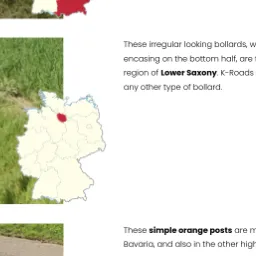 These irregular looking bollards, w
encasing on the bottom half, are
region of Lower Saxony. K-Roads
any other type of bollard.
These simple orange posts are m
Bavaria, and also in the other high